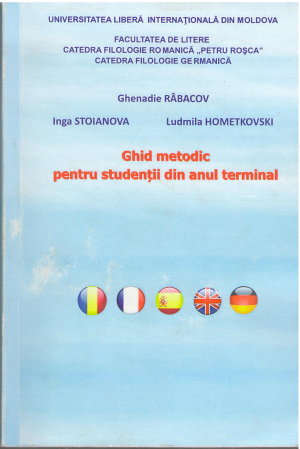 UNIVERSITATEA LIBERĂ INTERNAȚIONALĂ DIN MOLDOVA
FACULTATEA DE LITERE
CATEDRA FILOLOGIE ROMANICĂ „PETRU ROȘCA"
CATEDRA FILOLOGIE GERMANICĂ
Ghenadie RÂBACOV
Inga STOIANOVA Ludmila HOMETKOVSKI
Ghid metodic
pentru studenții din anul terminal